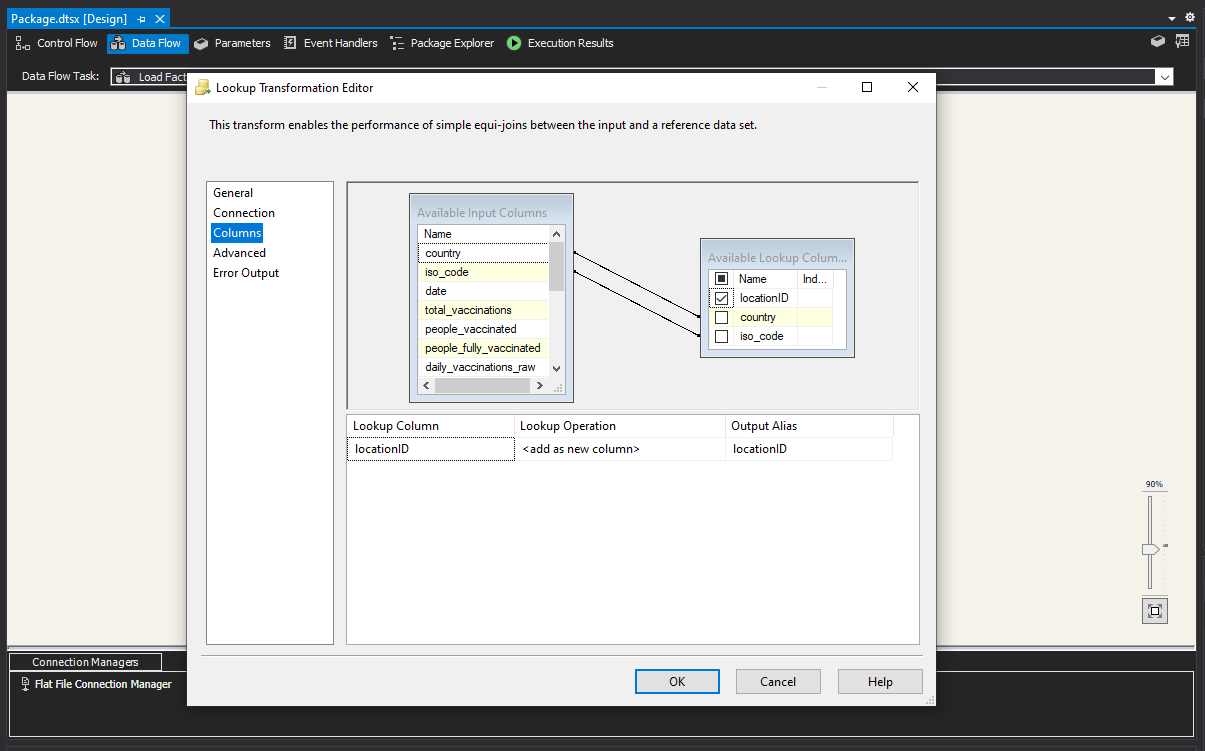 Package.dtsx [Design]
Control Flow Data Flow Parameters Event Handlers Package Explorer Execution Results
Data Flow Task: Load Fact
Lookup Transformation Editor
This transform enables the performance of simple equi-joins between the input and a reference data set.
General
Connection
Columns
Advanced
Error Output
Available Input Columns
Name
country
iso_code
date
total_vaccinations
people_vaccinated
people_fully_vaccinated
daily_vaccinations_raw
Available Lookup Colum...
Name Ind...
locationID
country
iso_code
Lookup Column Lookup Operation Output Alias
locationID <add as new column> locationID
90%
OK Cancel Help
Connection Managers
Flat File Connection Manager